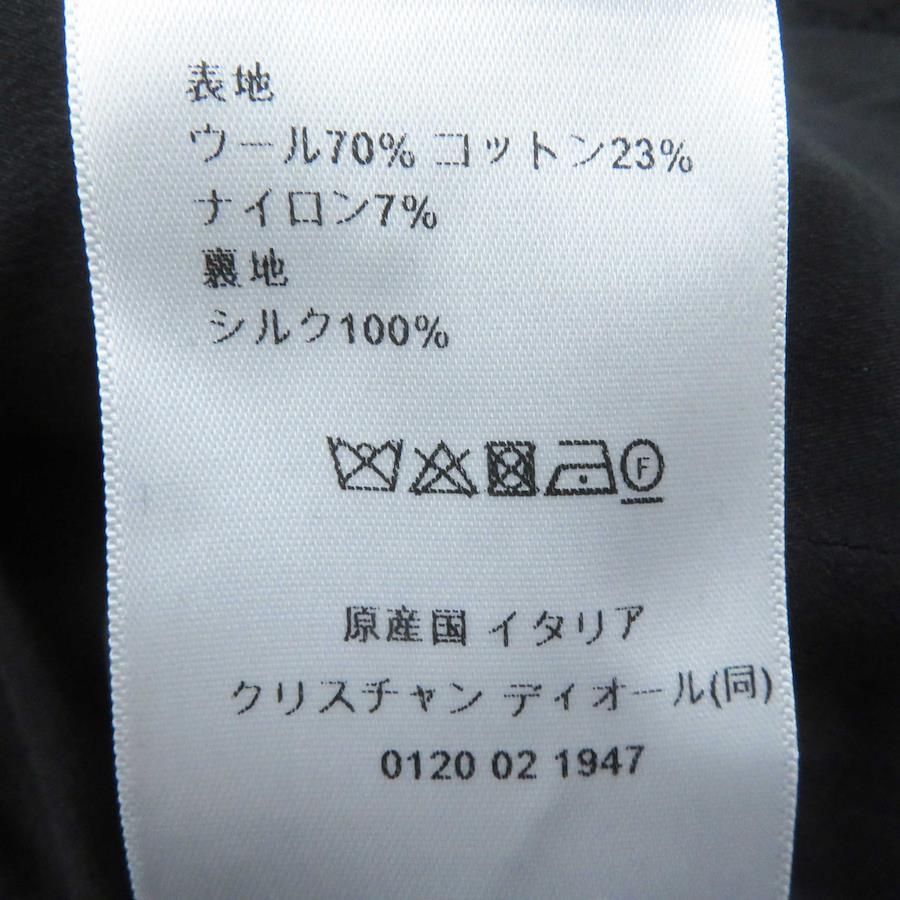 表地
ウール70% コットン23%
ナイロン7%
裏地
シルク100%
F
原産国 イタリア
クリスチャン ディオール(同)
0120 02 1947